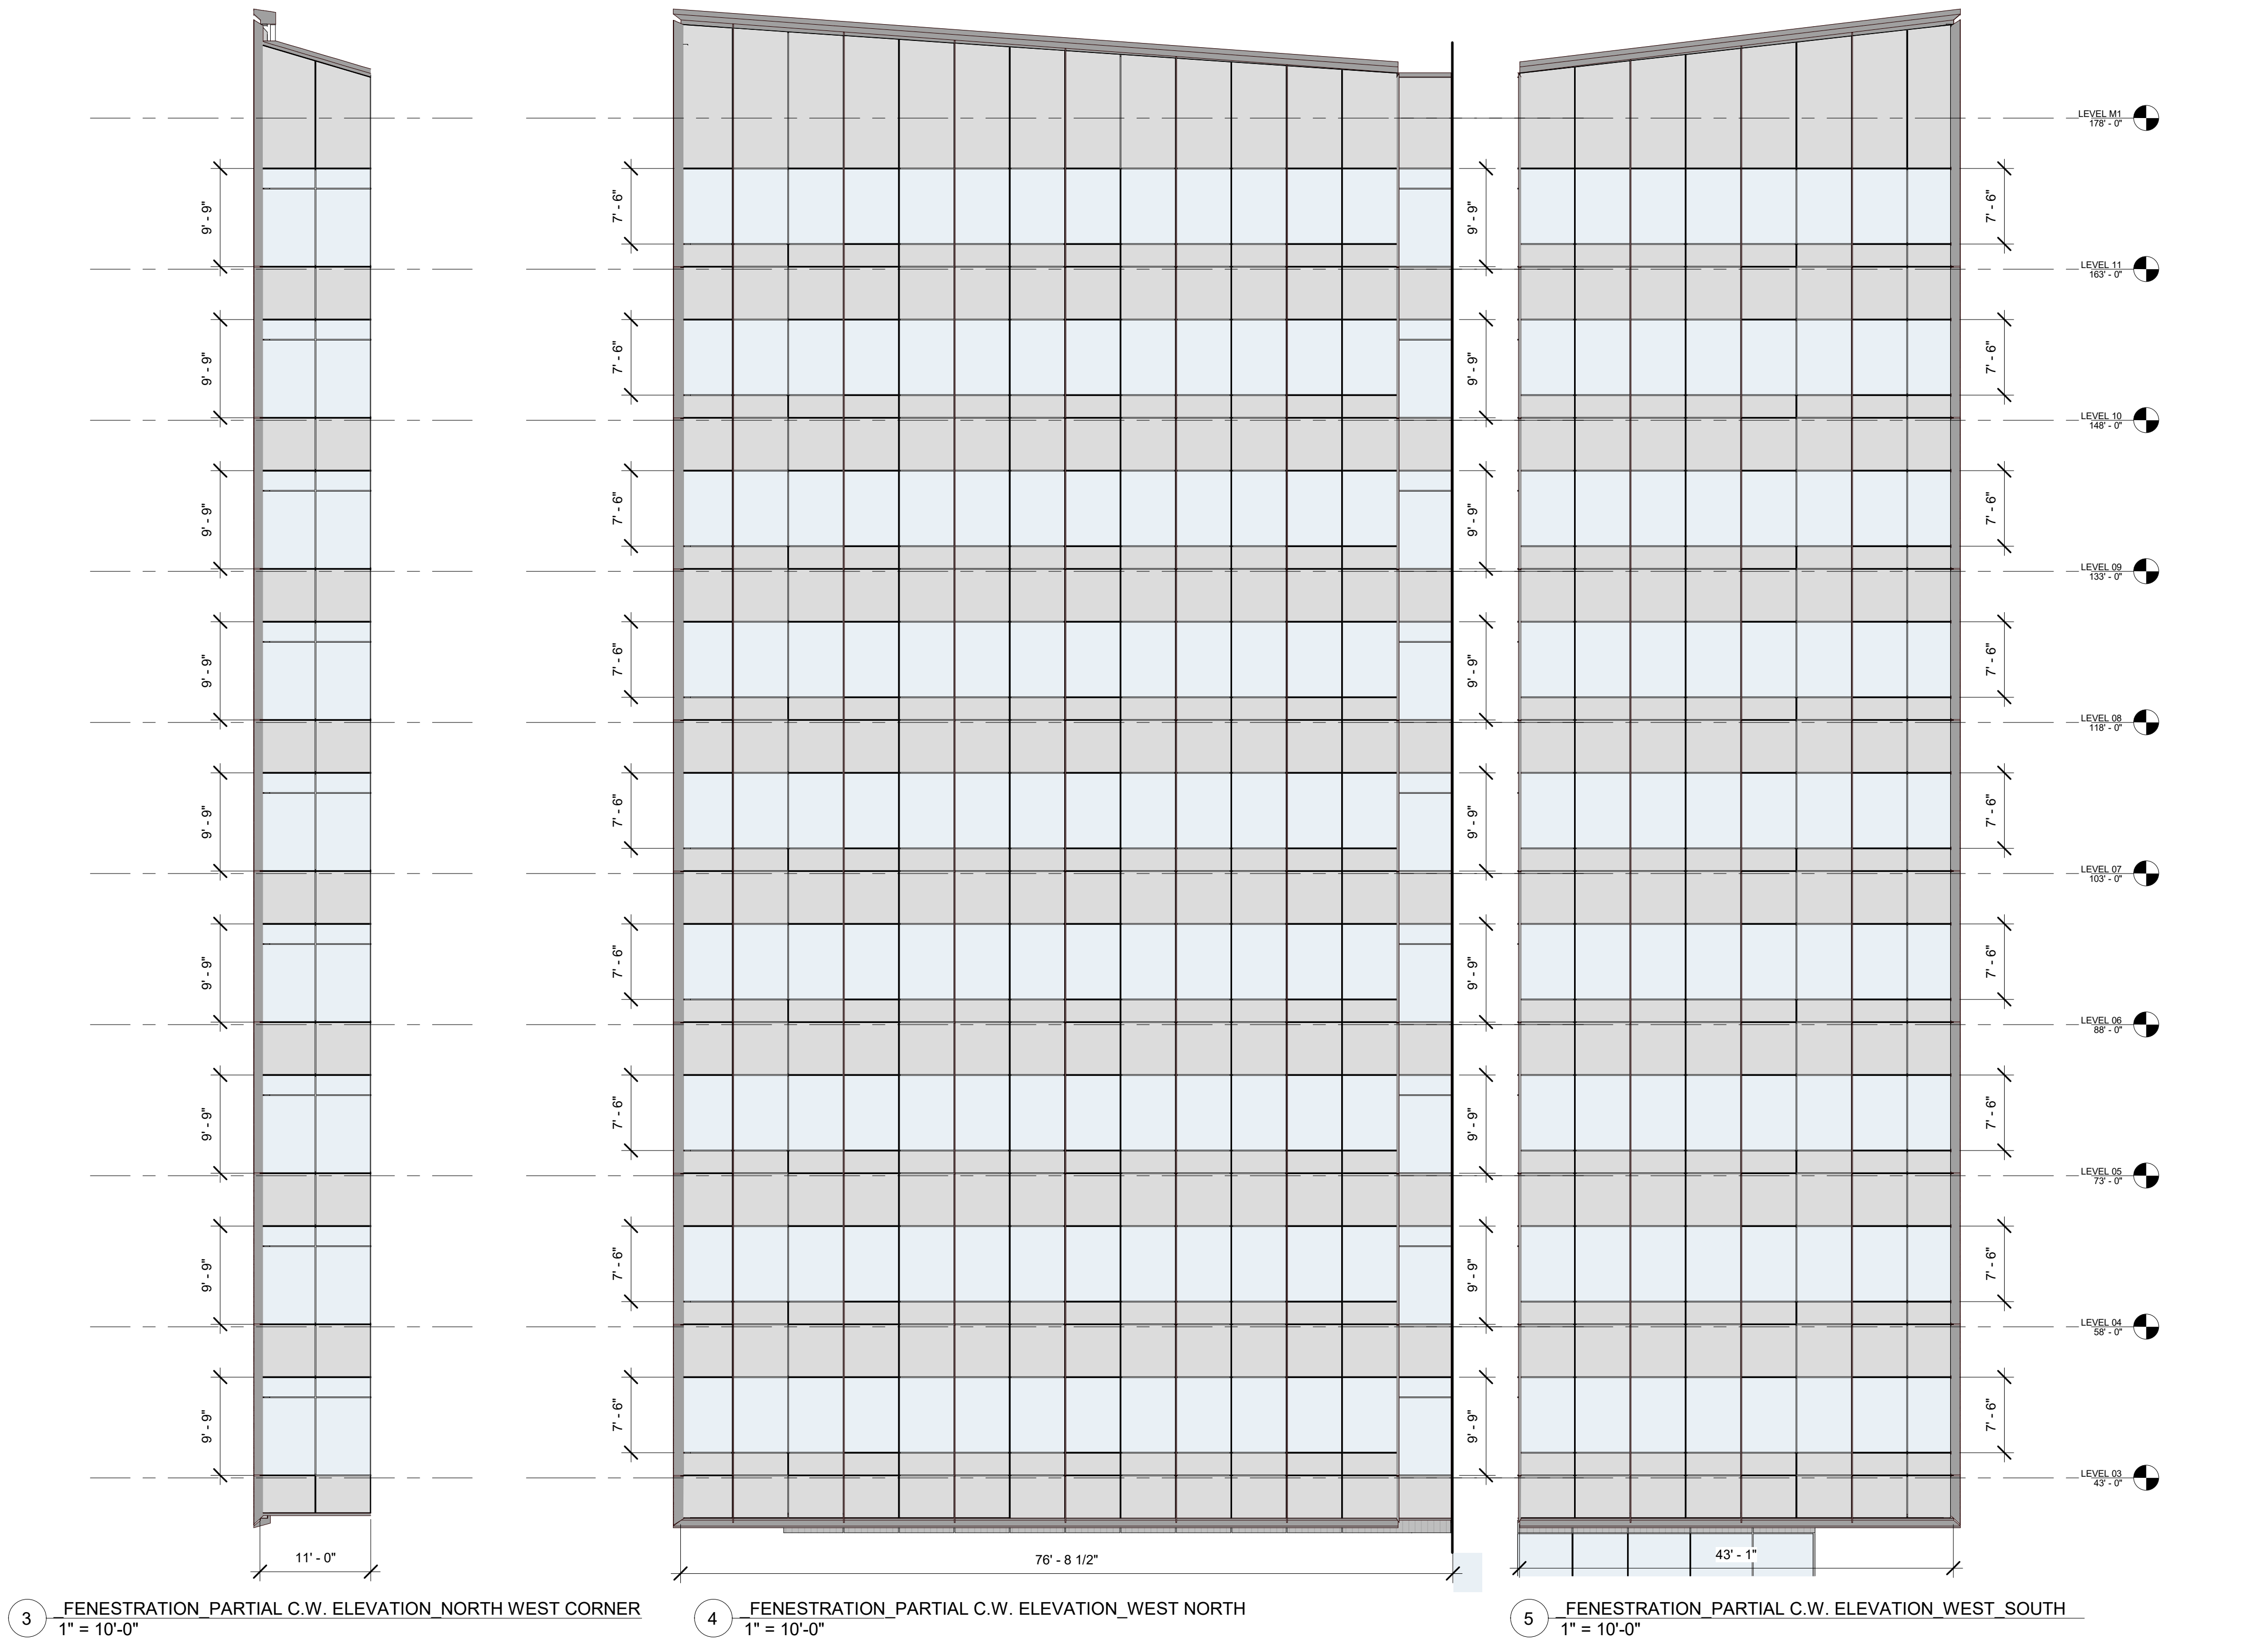 LEVEL M1
178' - 0"
9' - 9"
7' - 6"
9' - 9"
7' - 6"
LEVEL 11
163' - 0"
9' - 9"
7' - 6"
9' - 9"
7' - 6"
LEVEL 10
148' - 0"
9' - 9"
7' - 6"
9' - 9"
7' - 6"
LEVEL 09
133' - 0"
9' - 9"
7' - 6"
9' - 9"
7' - 6"
LEVEL 08
118' - 0"
9' - 9"
7' - 6"
9' - 9"
7' - 6"
LEVEL 07
103' - 0"
9' - 9"
7' - 6"
9' - 9"
7' - 6"
LEVEL 06
88' - 0"
9' - 9"
7' - 6"
9' - 9"
7' - 6"
LEVEL 05
73' - 0"
9' - 9"
7' - 6"
9' - 9"
7' - 6"
LEVEL 04
58' - 0"
9' - 9"
7' - 6"
9' - 9"
7' - 6"
LEVEL 03
43' - 0"
11' - 0"
76' - 8 1/2"
43' - 1"
3 _FENESTRATION_PARTIAL C.W. ELEVATION_NORTH WEST CORNER
1" = 10'-0"
4 _FENESTRATION_PARTIAL C.W. ELEVATION_WEST NORTH
1" = 10'-0"
5 _FENESTRATION_PARTIAL C.W. ELEVATION_WEST_SOUTH
1" = 10'-0"